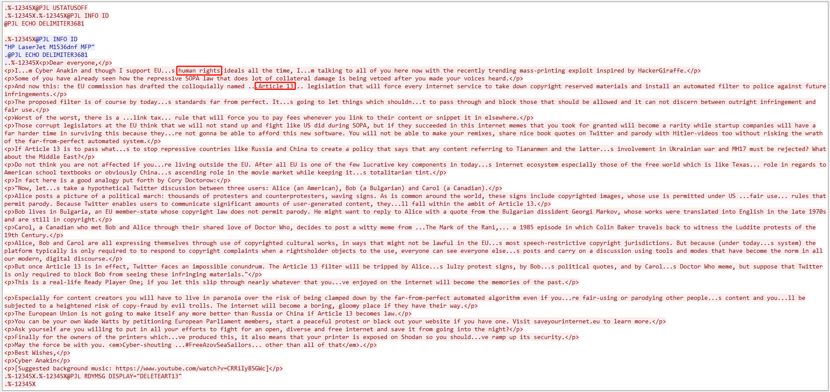 .%-12345X@PJL USTATUSOFF
.%-12345X.%-12345X@PJL INFO ID
@PJL ECHO DELIMITER3681
.%-12345X@PJL INFO ID
"HP LaserJet M1536dnf MFP"
.@PJL ECHO DELIMITER3681
..%-12345X<p>Dear everyone,</p>
<p>I...m Cyber Anakin and though I support EU...s human rights ideals all the time, I...m talking to all of you here now with the recently trending mass-printing exploit inspired by HackerGiraffe.</p>
<p>Some of you have already seen how the repressive SOPA law that does lot of collateral damage is being vetoed after you made your voices heard.</p>
<p>And now this: the EU commission has drafted the colloquially named ...Article 13... legislation that will force every internet service to take down copyright reserved materials and install an automated filter to police against future
infringements.</p>
<p>The proposed filter is of course by today...s standards far from perfect. It...s going to let things which shouldn...t to pass through and block those that should be allowed and it can not discern between outright infringement and
fair use.</p>
<p>Worst of the worst, there is a ...link tax... rule that will force you to pay fees whenever you link to their content or snippet it in elsewhere.</p>
<p>Those corrupt legislators at the EU think that we will not stand up and fight like US did during SOPA, but if they succeeded in this internet memes that you took for granted will become a rarity while startup companies will have a
far harder time in surviving this because they...re not gonna be able to afford this new software. You will not be able to make your remixes, share nice book quotes on Twitter and parody with Hitler-videos too without risking the wrath
of the far-from-perfect automated system.</p>
<p>If Article 13 is to pass what...s to stop repressive countries like Russia and China to create a policy that says that any content referring to Tiananmen and the latter...s involvement in Ukrainian war and MH17 must be rejected? What
about the Middle East?</p>
<p>Do not think you are not affected if you...re living outside the EU. After all EU is one of the few lucrative key components in today...s internet ecosystem especially those of the free world which is like Texas... role in regards to
American school textbooks or obviously China...s ascending role in the movie market while keeping it...s totalitarian tint.</p>
<p>In fact here is a good analogy put forth by Cory Doctorow:</p>
<p>"Now, let...s take a hypothetical Twitter discussion between three users: Alice (an American), Bob (a Bulgarian) and Carol (a Canadian).</p>
<p>Alice posts a picture of a political march: thousands of protesters and counterprotesters, waving signs. As is common around the world, these signs include copyrighted images, whose use is permitted under US ...fair use... rules that
permit parody. Because Twitter enables users to communicate significant amounts of user-generated content, they...ll fall within the ambit of Article 13.</p>
<p>Bob lives in Bulgaria, an EU member-state whose copyright law does not permit parody. He might want to reply to Alice with a quote from the Bulgarian dissident Georgi Markov, whose works were translated into English in the late 1970s
and are still in copyright.</p>
<p>Carol, a Canadian who met Bob and Alice through their shared love of Doctor Who, decides to post a witty meme from ...The Mark of the Rani,... a 1985 episode in which Colin Baker travels back to witness the Luddite protests of the
19th Century.</p>
<p>Alice, Bob and Carol are all expressing themselves through use of copyrighted cultural works, in ways that might not be lawful in the EU...s most speech-restrictive copyright jurisdictions. But because (under today...s system) the
platform typically is only required to to respond to copyright complaints when a rightsholder objects to the use, everyone can see everyone else...s posts and carry on a discussion using tools and modes that have become the norm in all
our modern, digital discourse.</p>
<p>But once Article 13 is in effect, Twitter faces an impossible conundrum. The Article 13 filter will be tripped by Alice...s lulzy protest signs, by Bob...s political quotes, and by Carol...s Doctor Who meme, but suppose that Twitter
is only required to block Bob from seeing these infringing materials.</p>
<p>This is a real-life Ready Player One; if you let this slip through nearly whatever that you...ve enjoyed on the internet will become the memories of the past.</p>
<p>Especially for content creators you will have to live in paranoia over the risk of being clamped down by the far-from-perfect automated algorithm even if you...re fair-using or parodying other people...s content and you...ll be
subjected to a heightened risk of copy-fraud by evil trolls. The internet will become a boring, gloomy place if they have their way.</p>
<p>The European Union is not going to make itself any more better than Russia or China if Article 13 becomes law.</p>
<p>You can be your own Wade Watts by petitioning European Parliament members, start a peaceful protest or black out your website if you have one. Visit saveyourinternet.eu to learn more.</p>
<p>Ask yourself are you willing to put in all your efforts to fight for an open, diverse and free internet and save it from going into the night?</p>
<p>Finally for the owners of the printers which...ve produced this, it also means that your printer is exposed on Shodan so you should...ve ramp up its security.</p>
<p>May the force be with you. <em>Cyber-shouting ...#FreeAzovSeaSailors... other than all of that</em>.</p>
<p>Best Wishes,</p>
<p>Cyber Anakin</p>
<p>[Suggested background music: https://www.youtube.com/watch?v=CRRiIy85GWc]</p>
.%-12345X.%-12345X@PJL RDYMSG DISPLAY="DELETEART13"
.%-12345X